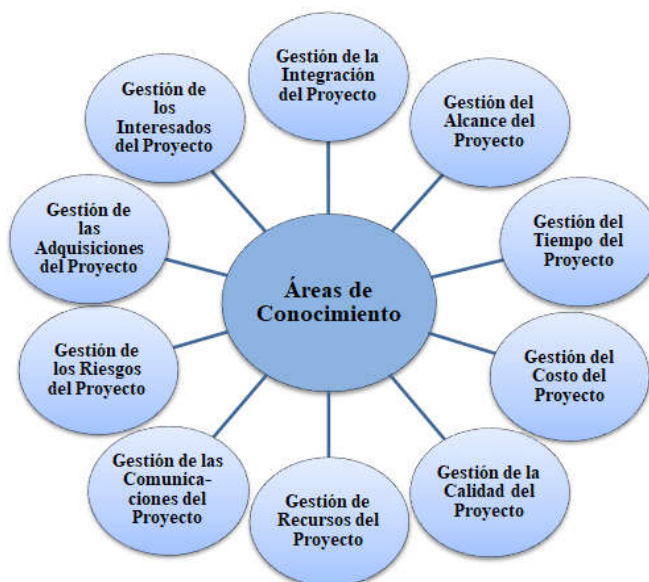 Gestión de la
Integración
del Proyecto
Gestión del
Alcance del
Proyecto
Gestión del
Tiempo del
Proyecto
Gestión del
Costo del
Proyecto
Gestión de la
Calidad del
Proyecto
Gestión de
Recursos del
Proyecto
Gestión de las
Comunica-
ciones del
Proyecto
Gestión de
los Riesgos
del Proyecto
Gestión de
las
Adquisiciones
del Proyecto
Gestión de
los
Interesados
del Proyecto
Áreas de
Conocimiento